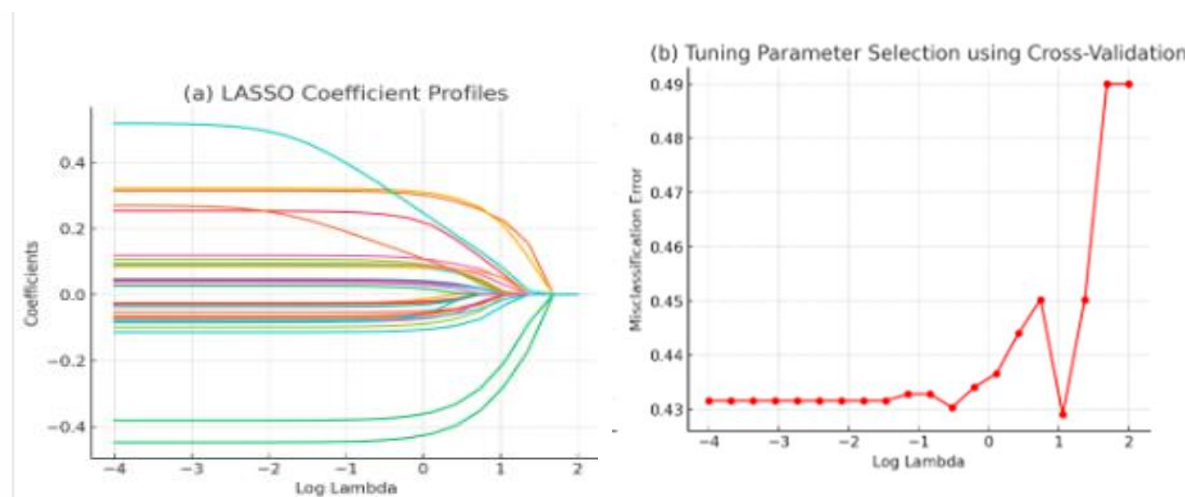 (a) LASSO Coefficient Profiles
0.4
0.2
0.0
−0.2
−0.4
Coefficients
−4 −3 −2 −1 0 1 2
Log Lambda
(b) Tuning Parameter Selection using Cross-Validation
0.49
0.48
0.47
0.46
0.45
0.44
0.43
Misclassification Error
−4 −3 −2 −1 0 1 2
Log Lambda